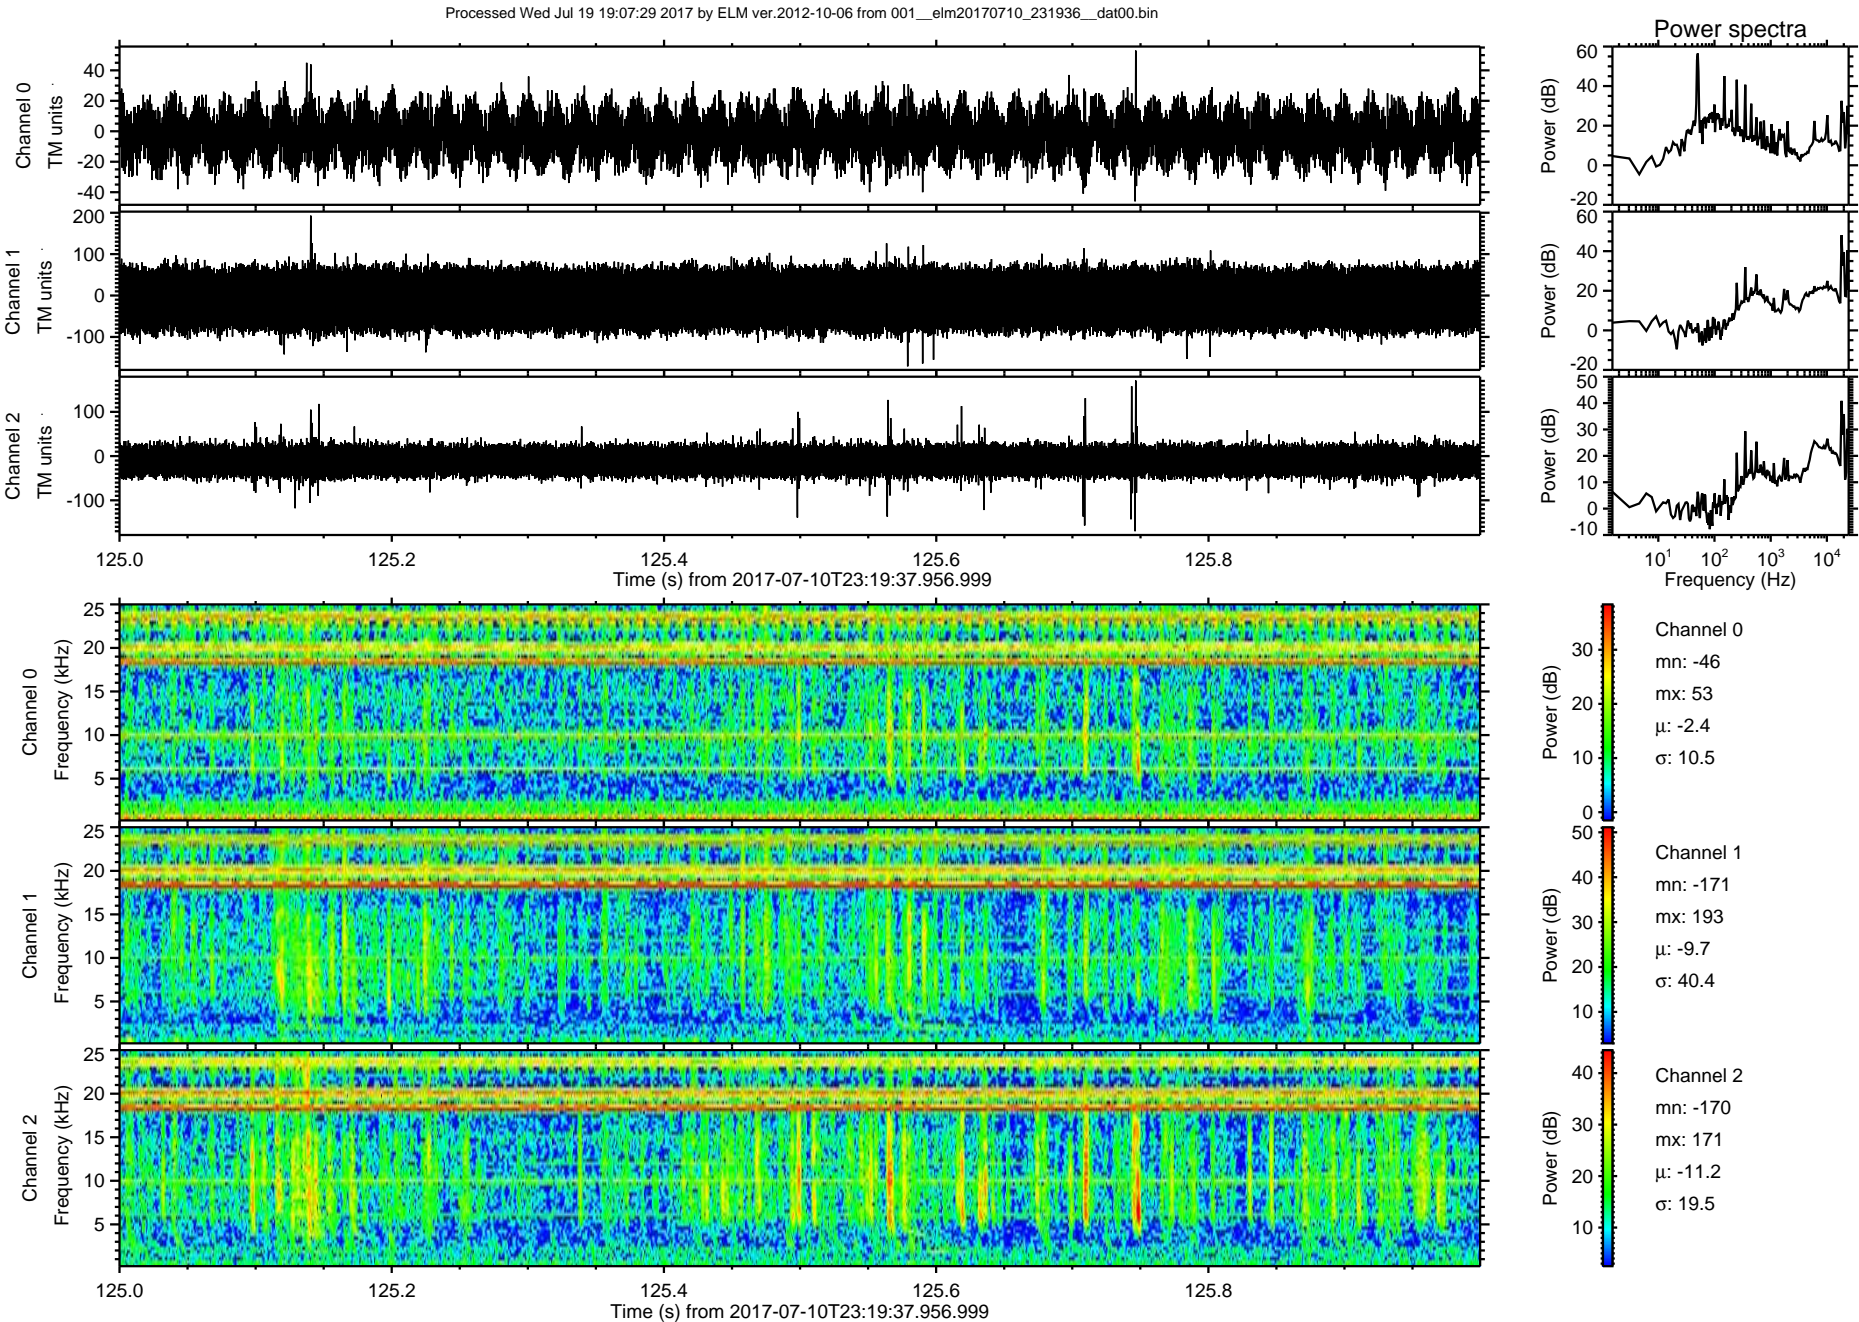 Processed Wed Jul 19 19:07:29 2017 by ELM ver.2012-10-06 from 001__elm20170710_231936__dat00.bin
Power spectra
Channel 0
TM units
40
20
0
-20
-40
Power (dB)
60
40
20
0
-20
Channel 1
TM units
200
100
0
-100
Power (dB)
60
40
20
0
-20
Channel 2
TM units
100
0
-100
Power (dB)
50
40
30
20
10
0
-10
125.0 125.2 125.4 125.6 125.8
Time (s) from 2017-07-10T23:19:37.956.999
10^1 10^2 10^3 10^4
Frequency (Hz)
Channel 0
Frequency (kHz)
25
20
15
10
5
Power (dB)
30
20
10
0
Channel 0
mn: -46
mx: 53
μ: -2.4
σ: 10.5
Channel 1
Frequency (kHz)
25
20
15
10
5
Power (dB)
50
40
30
20
10
Channel 1
mn: -171
mx: 193
μ: -9.7
σ: 40.4
Channel 2
Frequency (kHz)
25
20
15
10
5
Power (dB)
40
30
20
10
Channel 2
mn: -170
mx: 171
μ: -11.2
σ: 19.5
125.0 125.2 125.4 125.6 125.8
Time (s) from 2017-07-10T23:19:37.956.999